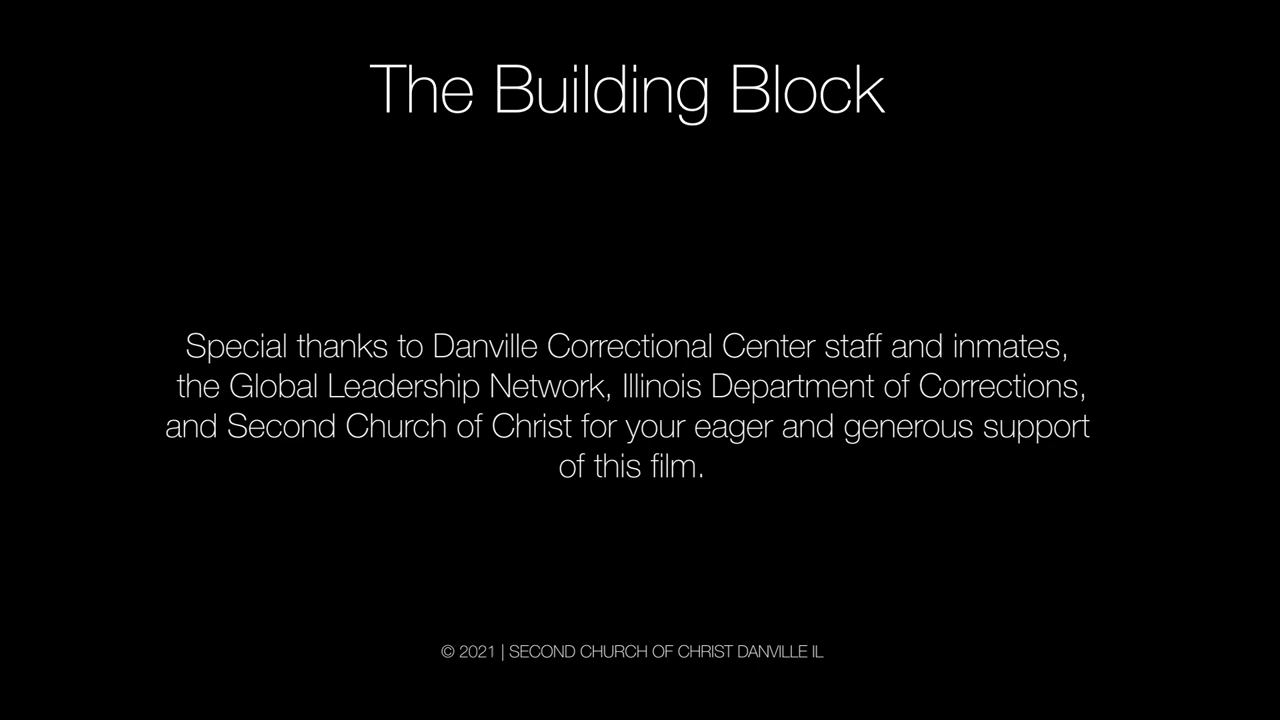 The Building Block
Special thanks to Danville Correctional Center staff and inmates,
the Global Leadership Network, Illinois Department of Corrections,
and Second Church of Christ for your eager and generous support
of this film.
© 2021 | SECOND CHURCH OF CHRIST DANVILLE IL